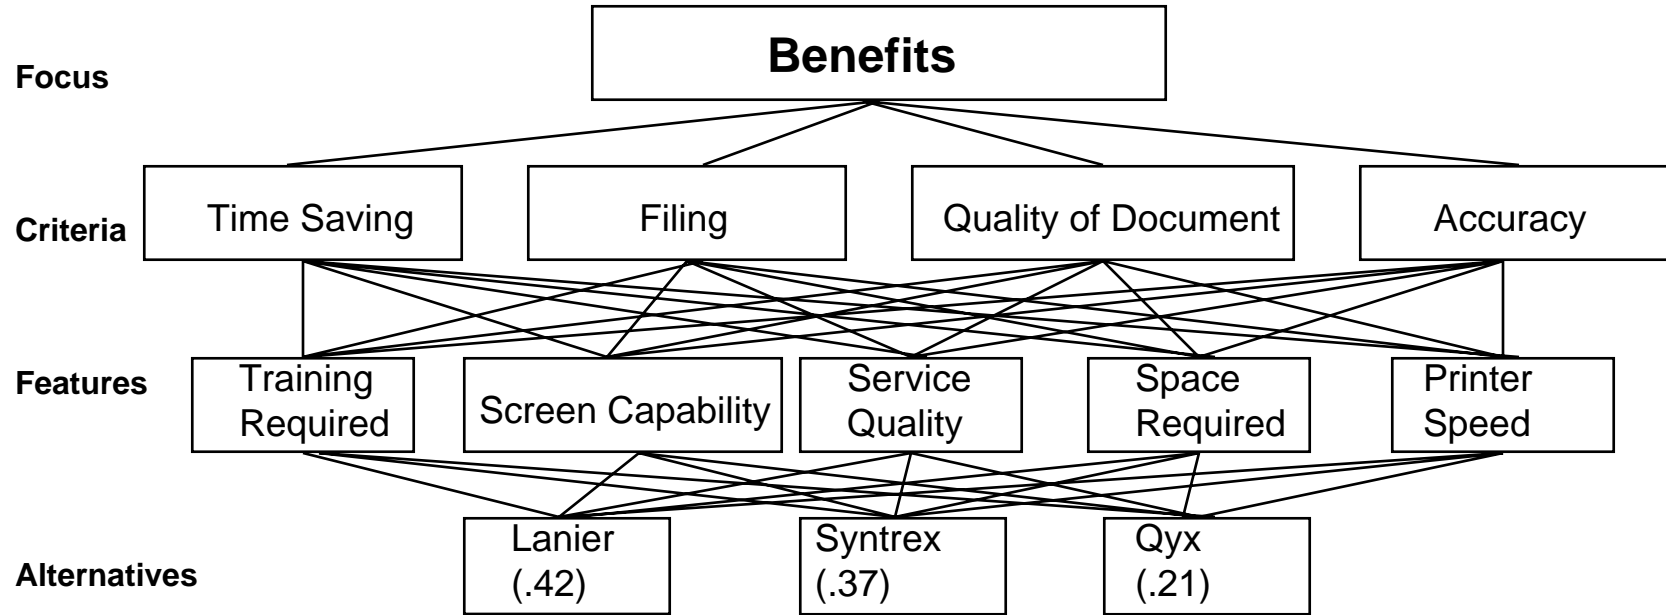 Benefits
Focus
Criteria
Time Saving
Filing
Quality of Document
Accuracy
Features
Training
Required
Screen Capability
Service
Quality
Space
Required
Printer
Speed
Alternatives
Lanier
(.42)
Syntrex
(.37)
Qyx
(.21)